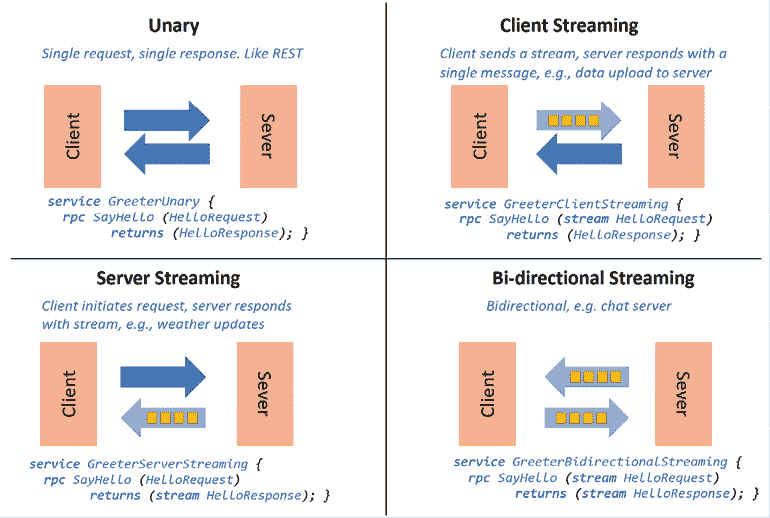 Unary
Single request, single response. Like REST
Client
Sever
service GreeterUnary {
rpc SayHello (HelloRequest)
returns (HelloResponse); }
Client Streaming
Client sends a stream, server responds with a
single message, e.g., data upload to server
Client
Sever
service GreeterClientStreaming {
rpc SayHello (stream HelloRequest)
returns (HelloResponse); }
Server Streaming
Client initiates request, server responds
with stream, e.g., weather updates
Client
Sever
service GreeterServerStreaming {
rpc SayHello (HelloRequest)
returns (stream HelloResponse); }
Bi-directional Streaming
Bidirectional, e.g. chat server
Client
Sever
service GreeterBidirectionalStreaming {
rpc SayHello (stream HelloRequest)
returns (stream HelloResponse); }